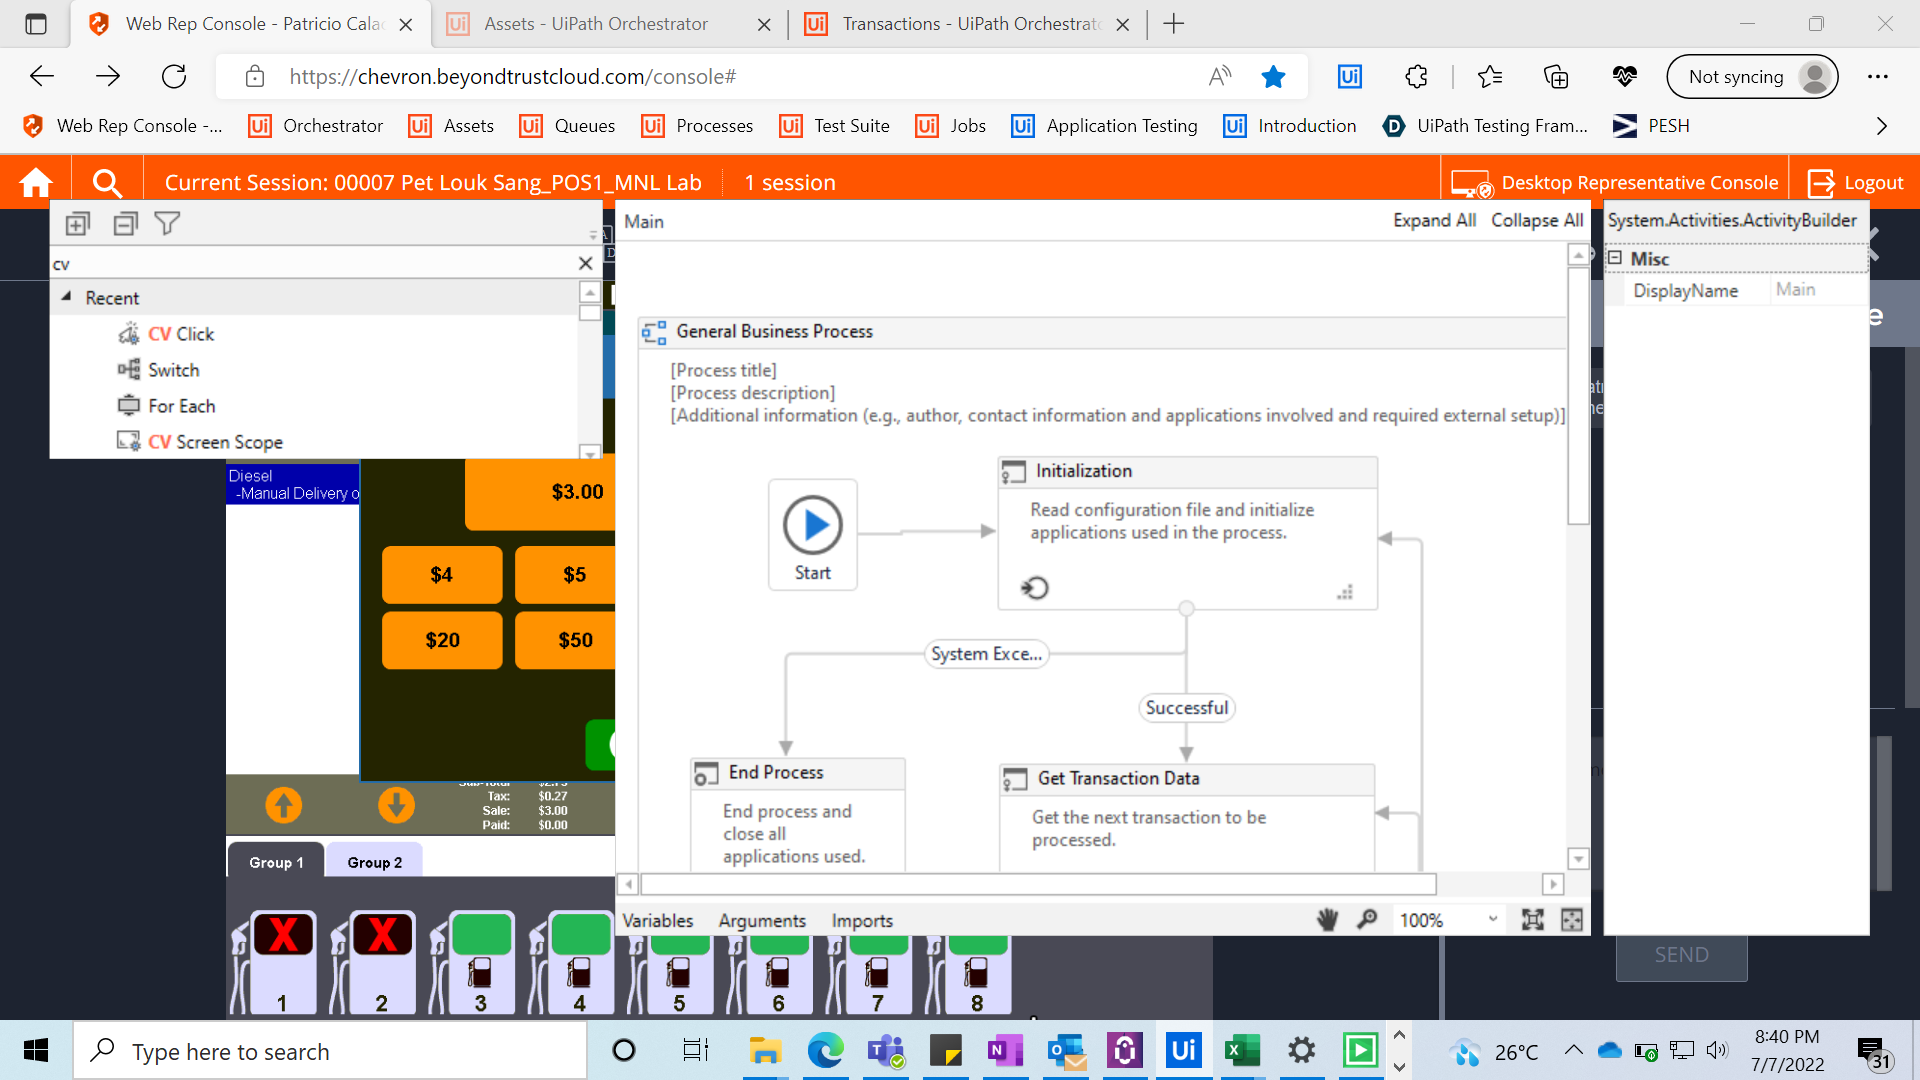 Web Rep Console - Patricio Calac
Assets - UiPath Orchestrator
Transactions - UiPath Orchestrato
https://chevron.beyondtrustcloud.com/console#
Not syncing
Web Rep Console -...
Orchestrator
Assets
Queues
Processes
Test Suite
Jobs
Application Testing
Introduction
UiPath Testing Fram...
PESH
Current Session: 00007 Pet Louk Sang_POS1_MNL Lab
1 session
Desktop Representative Console
Logout
Main
Expand All
Collapse All
System.Activities.ActivityBuilder
cv
Misc
Recent
DisplayName
Main
CV Click
Switch
For Each
CV Screen Scope
General Business Process
[Process title]
[Process description]
[Additional information (e.g., author, contact information and applications involved and required external setup)]
Diesel
-Manual Delivery o
$3.00
$4
$5
$20
$50
Start
Initialization
Read configuration file and initialize
applications used in the process.
System Exce...
Successful
End Process
End process and
close all
applications used.
Get Transaction Data
Get the next transaction to be
processed.
Tax: $0.27
Sale: $3.00
Paid: $0.00
Group 1
Group 2
Variables
Arguments
Imports
100%
SEND
X
X
1
2
3
4
5
6
7
8
Type here to search
26°C
8:40 PM
7/7/2022
31